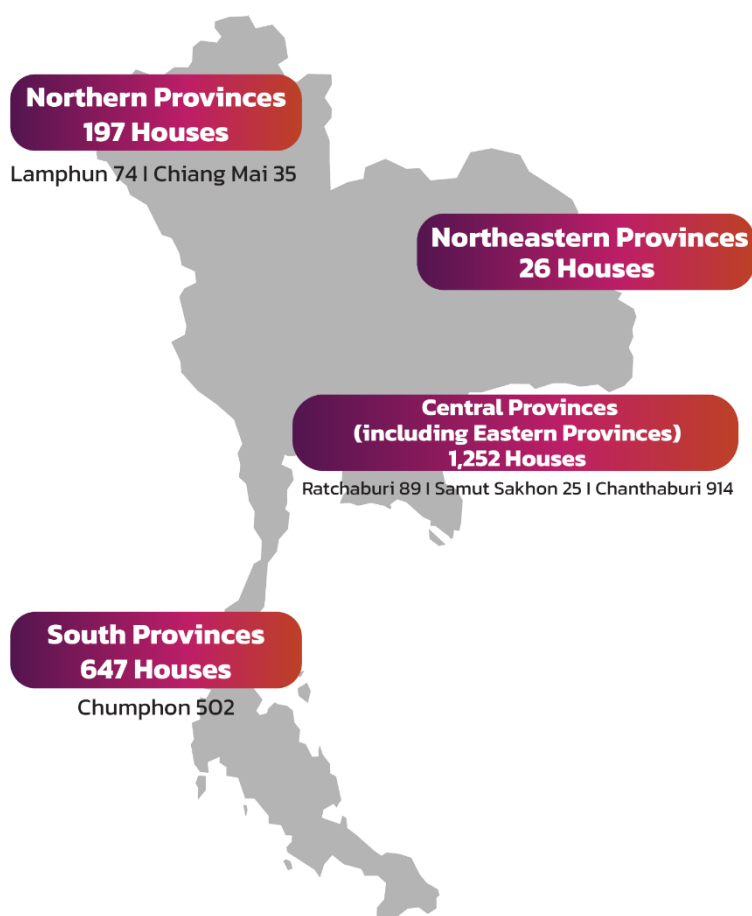 Northern Provinces
197 Houses
Lamphun 74 I Chiang Mai 35
Northeastern Provinces
26 Houses
Central Provinces
(including Eastern Provinces)
1,252 Houses
Ratchaburi 89 I Samut Sakhon 25 I Chanthaburi 914
South Provinces
647 Houses
Chumphon 502